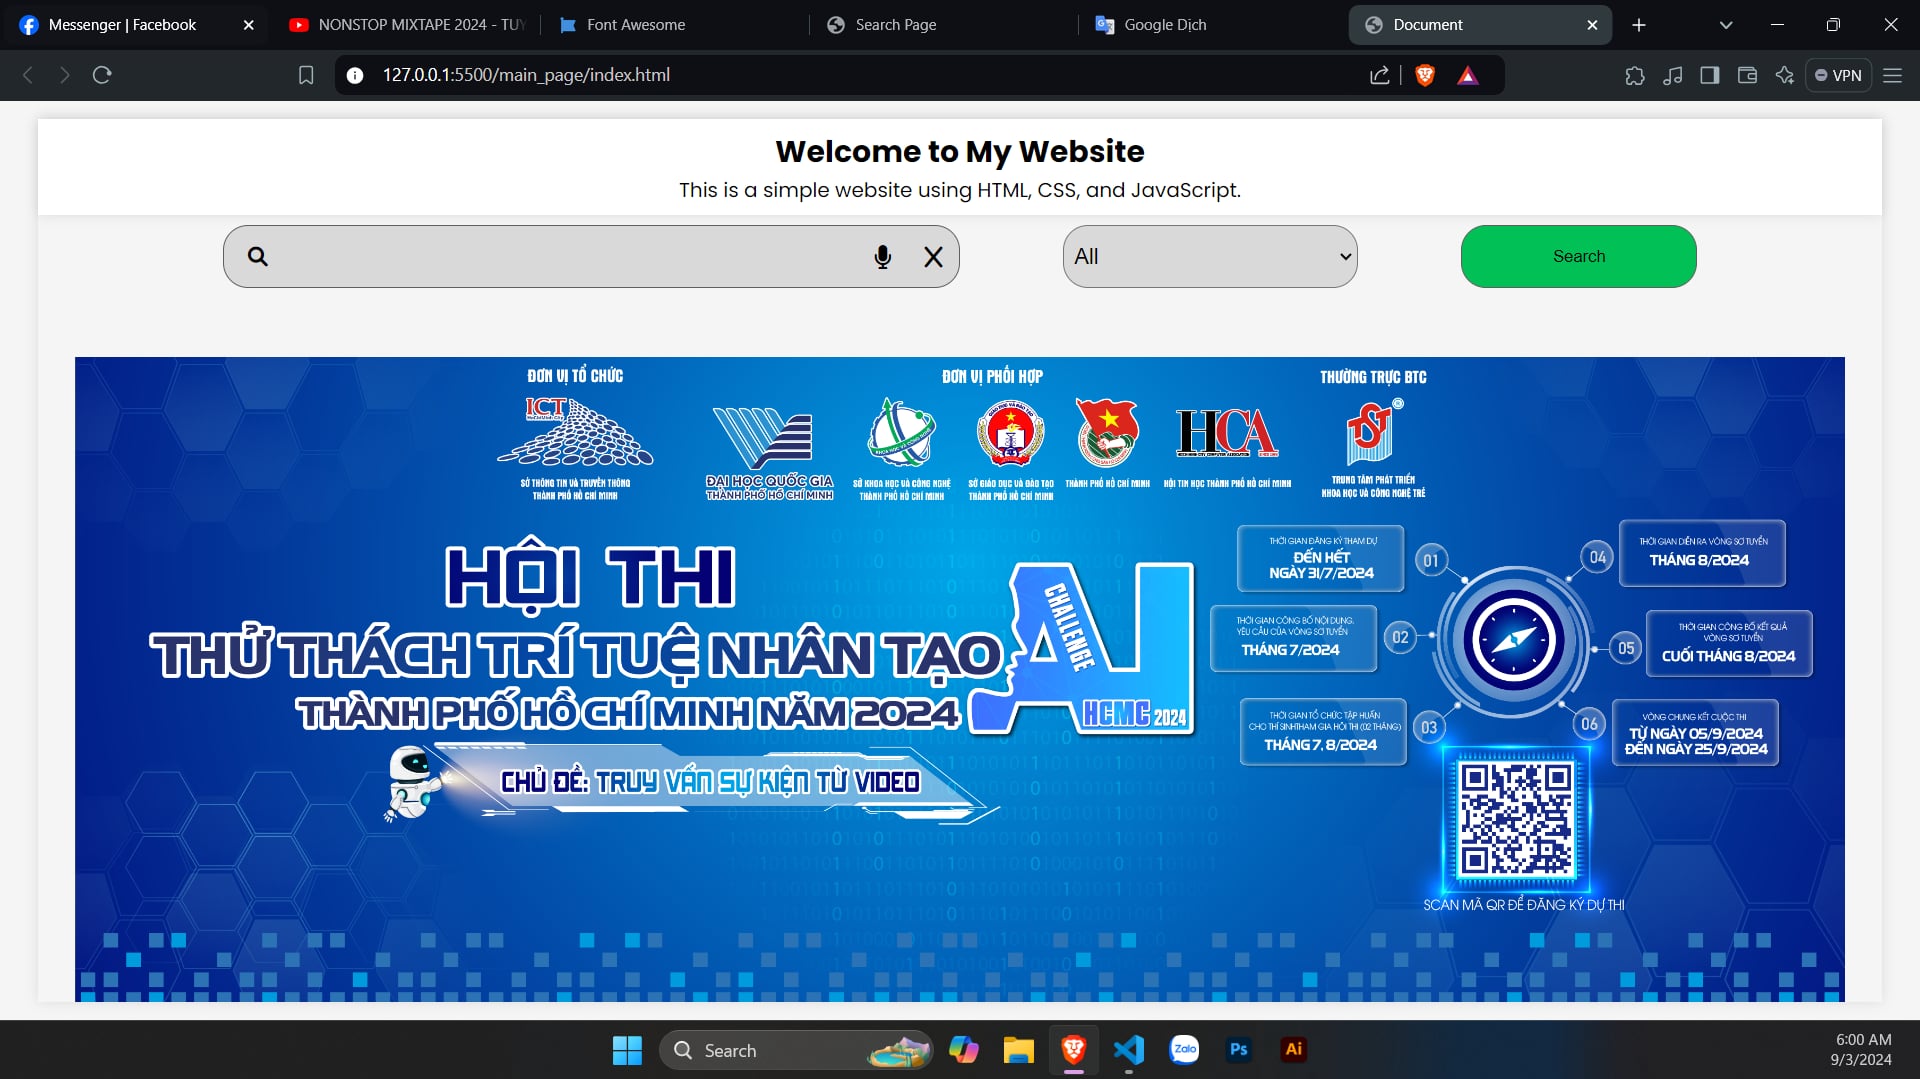 Messenger | Facebook
NONSTOP MIXTAPE 2024 - TUY
Font Awesome
Search Page
Google Dịch
Document
127.0.0.1:5500/main_page/index.html
VPN
Welcome to My Website
This is a simple website using HTML, CSS, and JavaScript.
All
Search
ĐƠN VỊ TỔ CHỨC
ĐƠN VỊ PHỐI HỢP
THƯỜNG TRỰC BTC
ICT
HCA
SỞ THÔNG TIN VÀ TRUYỀN THÔNG
THÀNH PHỐ HỒ CHÍ MINH
ĐẠI HỌC QUỐC GIA
THÀNH PHỐ HỒ CHÍ MINH
SỞ KHOA HỌC VÀ CÔNG NGHỆ
THÀNH PHỐ HỒ CHÍ MINH
SỞ GIÁO DỤC VÀ ĐÀO TẠO
THÀNH PHỐ HỒ CHÍ MINH
THÀNH PHỐ HỒ CHÍ MINH
HỘI TIN HỌC THÀNH PHỐ HỒ CHÍ MINH
TRUNG TÂM PHÁT TRIỂN
KHOA HỌC VÀ CÔNG NGHỆ TRẺ
HỘI THI
THỬ THÁCH TRÍ TUỆ NHÂN TẠO
THÀNH PHỐ HỒ CHÍ MINH NĂM 2024
AI
CHALLENGE
HCMC 2024
CHỦ ĐỀ: TRUY VẤN SỰ KIỆN TỪ VIDEO
THỜI GIAN ĐĂNG KÝ THAM DỰ
ĐẾN HẾT
NGÀY 31/7/2024
01
THỜI GIAN CÔNG BỐ NỘI DUNG,
YÊU CẦU CỦA VÒNG SƠ TUYỂN
THÁNG 7/2024
02
THỜI GIAN TỔ CHỨC TẬP HUẤN
CHO THÍ SINHTHAM GIA HỘI THI (02 THÁNG)
THÁNG 7, 8/2024
03
04
THỜI GIAN DIỄN RA VÒNG SƠ TUYỂN
THÁNG 8/2024
05
THỜI GIAN CÔNG BỐ KẾT QUẢ
VÒNG SƠ TUYỂN
CUỐI THÁNG 8/2024
06
VÒNG CHUNG KẾT CUỘC THI
TỪ NGÀY 05/9/2024
ĐẾN NGÀY 25/9/2024
SCAN MÃ QR ĐỂ ĐĂNG KÝ DỰ THI
Search
Zalo
Ps
Ai
6:00 AM
9/3/2024